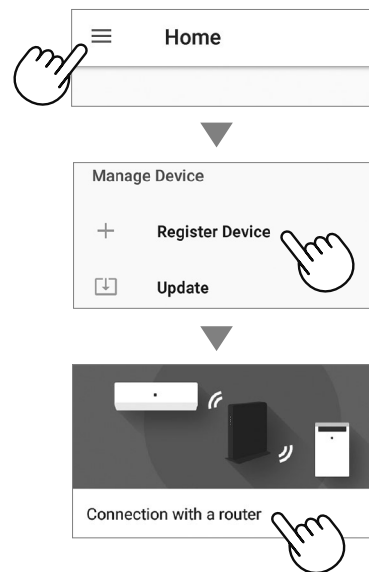 Home
Manage Device
Register Device
Update
Connection with a router